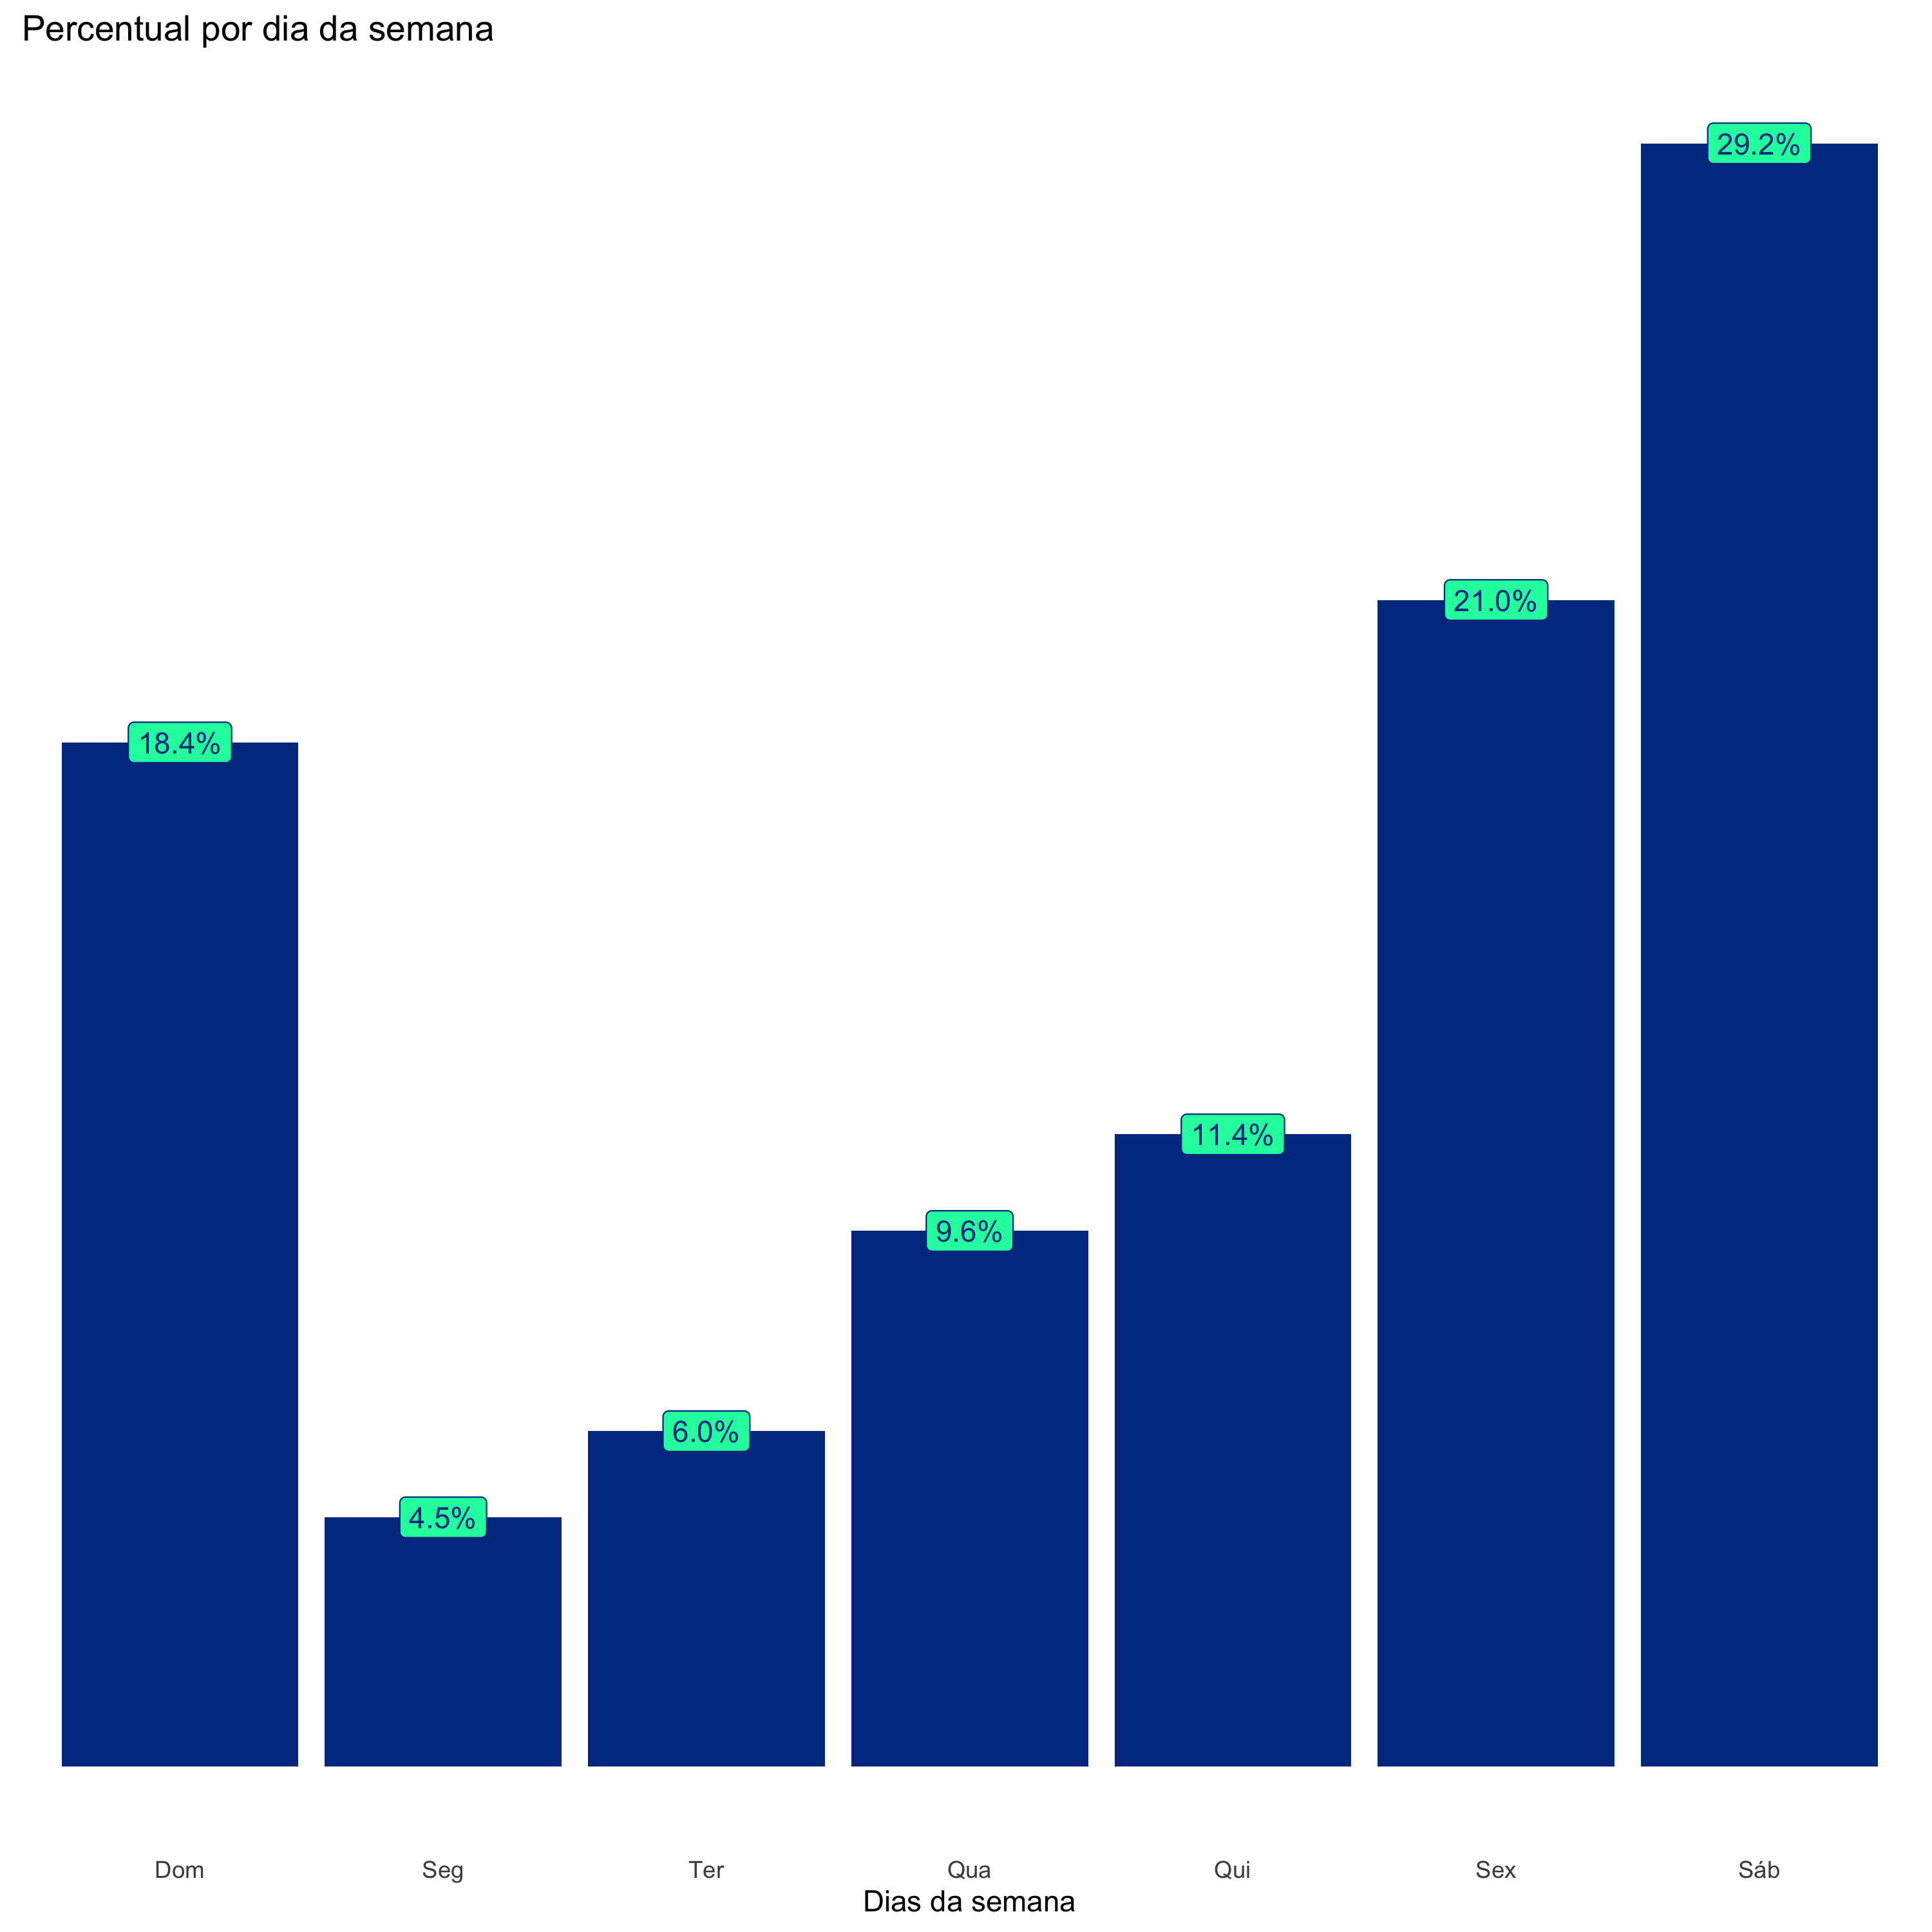 Percentual por dia da semana
29.2%
21.0%
18.4%
11.4%
9.6%
6.0%
4.5%
Dom Seg Ter Qua Qui Sex Sáb
Dias da semana